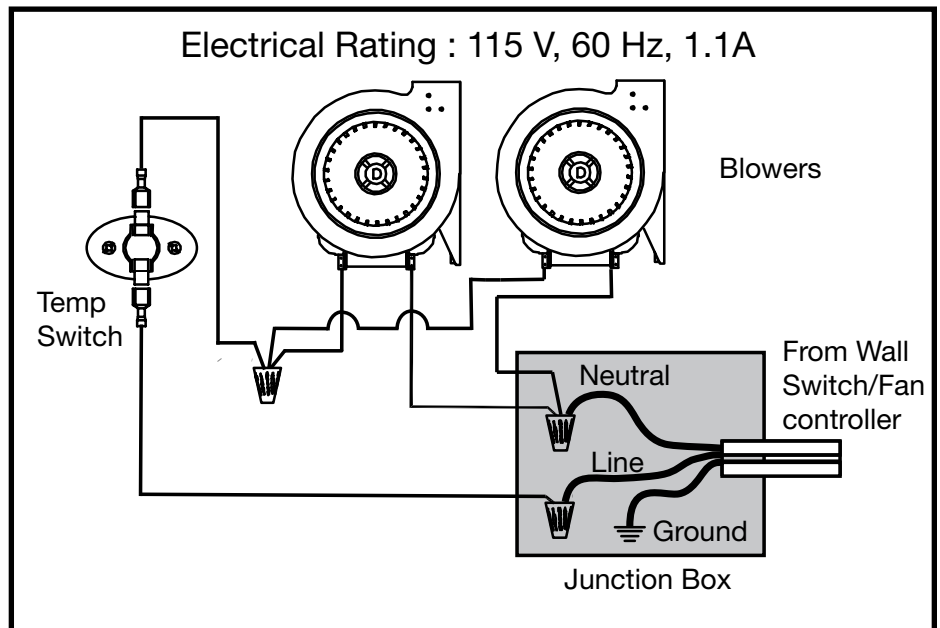 Electrical Rating : 115 V, 60 Hz, 1.1A
D
D
Blowers
Temp
Switch
From Wall
Switch/Fan
controller
Neutral
Line
Ground
Junction Box